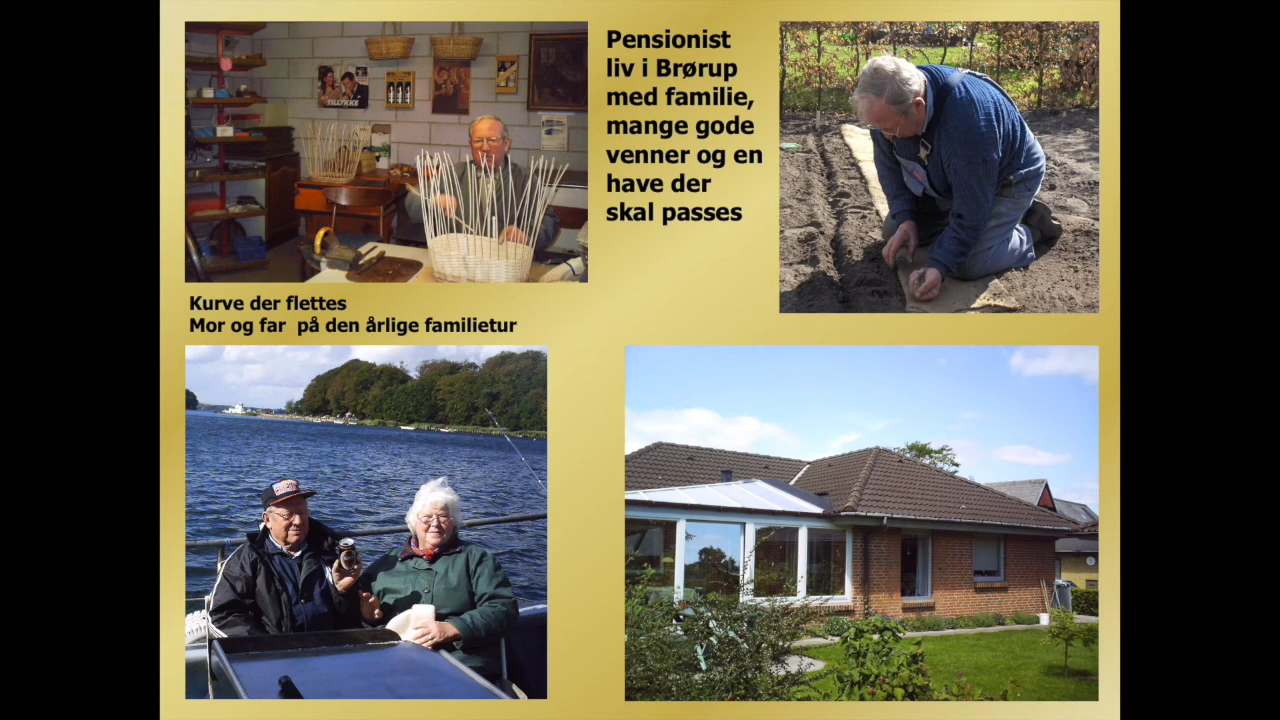 Pensionist
liv i Brørup
med familie,
mange gode
venner og en
have der
skal passes
TILLYKKE
Kurve der flettes
Mor og far  på den årlige familietur